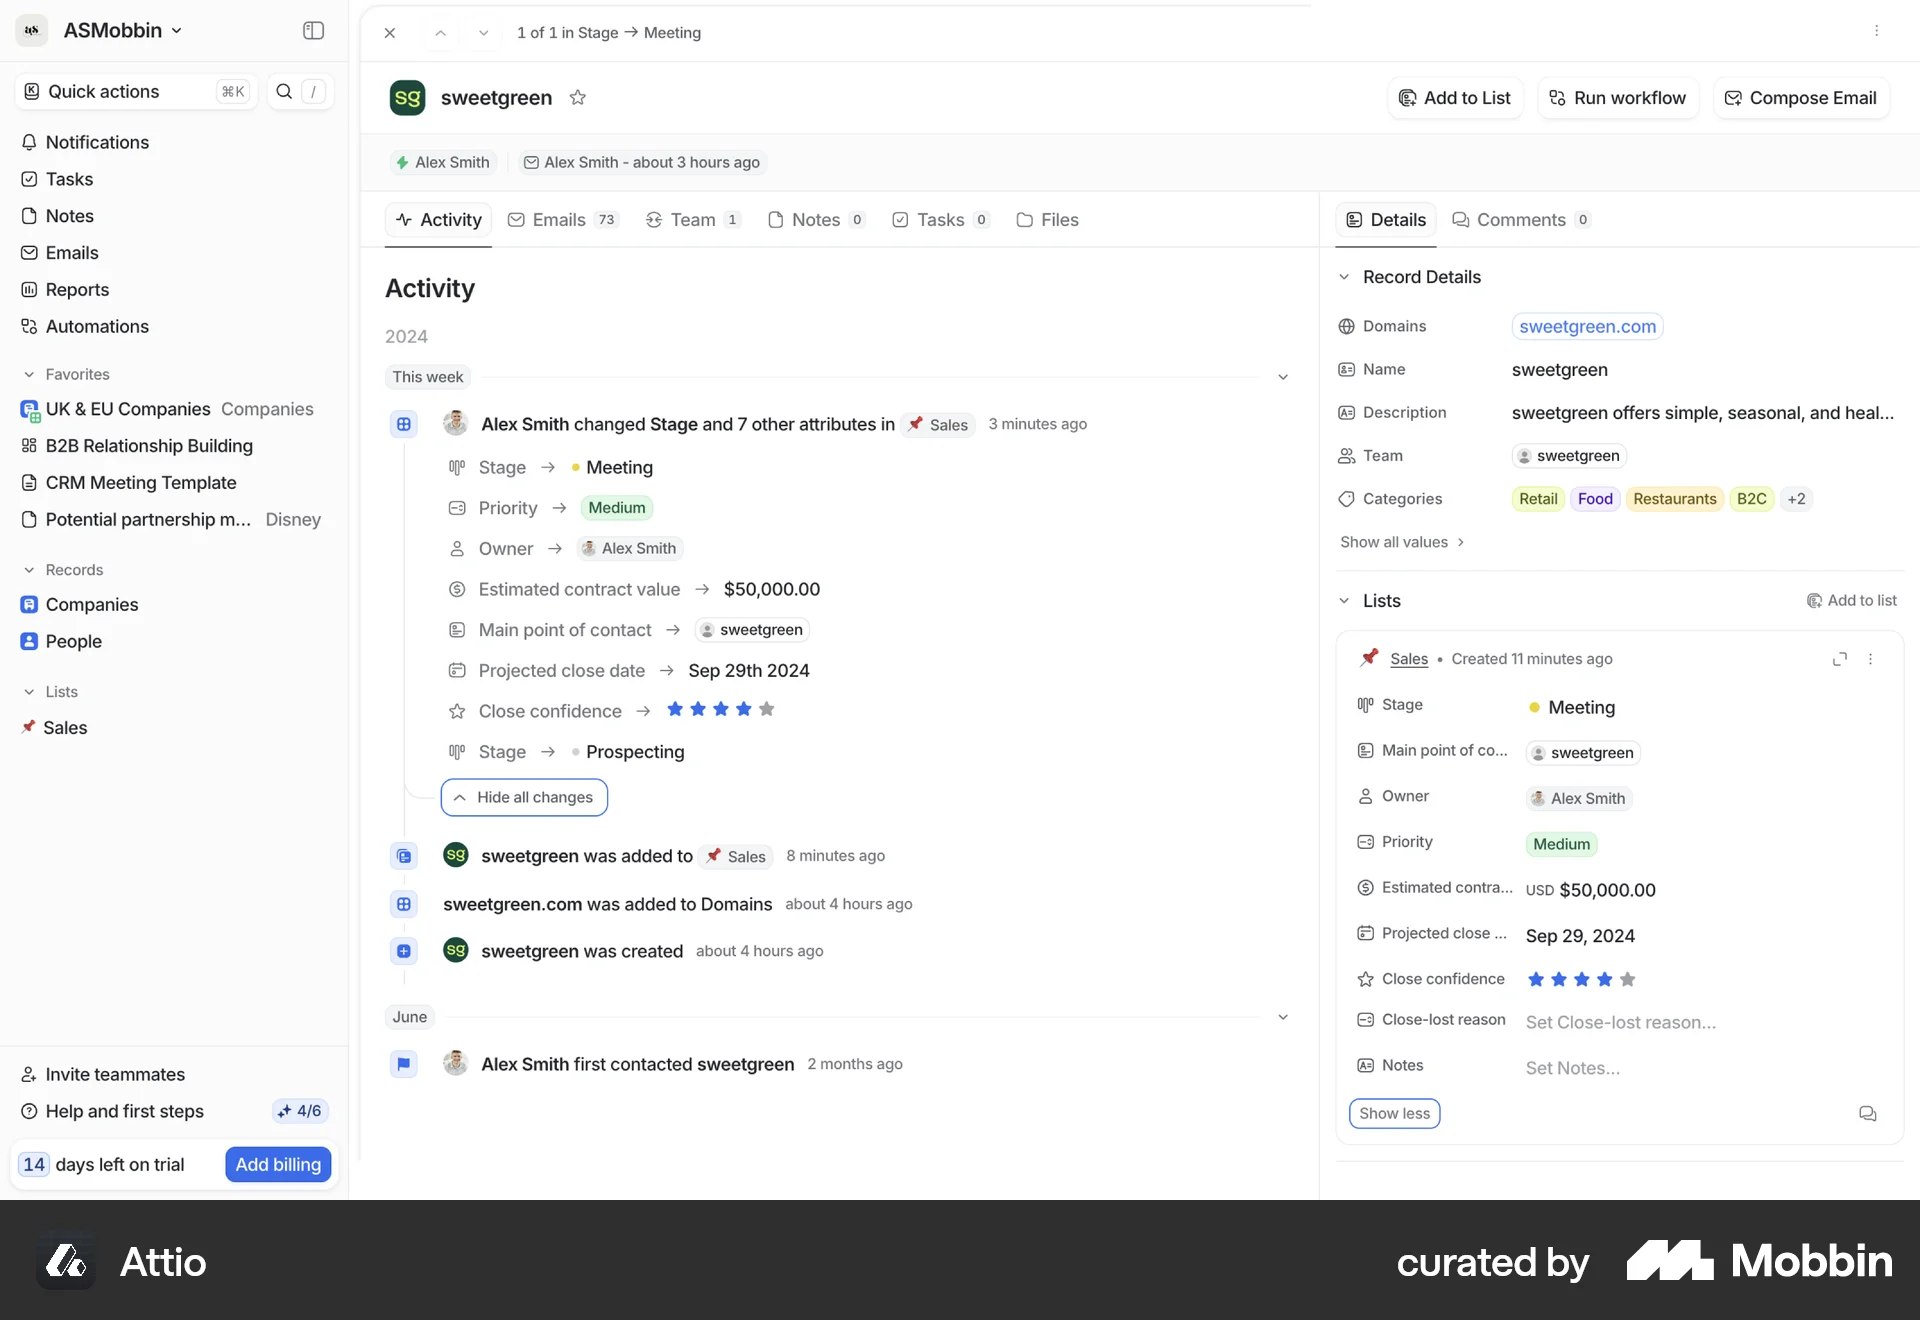 as ASMobbin
Quick actions ⌘K /
Notifications
Tasks
Notes
Emails
Reports
Automations
Favorites
UK & EU Companies Companies
B2B Relationship Building
CRM Meeting Template
Potential partnership m... Disney
Records
Companies
People
Lists
Sales
Invite teammates
Help and first steps 4/6
14 days left on trial Add billing
1 of 1 in Stage → Meeting
sg sweetgreen
Add to List Run workflow Compose Email
Alex Smith Alex Smith - about 3 hours ago
Activity Emails 73 Team 1 Notes 0 Tasks 0 Files
Activity
2024
This week
Alex Smith changed Stage and 7 other attributes in Sales 3 minutes ago
Stage → Meeting
Priority → Medium
Owner → Alex Smith
Estimated contract value → $50,000.00
Main point of contact → sweetgreen
Projected close date → Sep 29th 2024
Close confidence →
Stage → Prospecting
Hide all changes
sg sweetgreen was added to Sales 8 minutes ago
sweetgreen.com was added to Domains about 4 hours ago
sg sweetgreen was created about 4 hours ago
June
Alex Smith first contacted sweetgreen 2 months ago
Details Comments 0
Record Details
Domains sweetgreen.com
Name sweetgreen
Description sweetgreen offers simple, seasonal, and heal...
Team sweetgreen
Categories Retail Food Restaurants B2C +2
Show all values
Lists Add to list
Sales • Created 11 minutes ago
Stage Meeting
Main point of co... sweetgreen
Owner Alex Smith
Priority Medium
Estimated contra... USD $50,000.00
Projected close ... Sep 29, 2024
Close confidence
Close-lost reason Set Close-lost reason...
Notes Set Notes...
Show less
Attio
curated by Mobbin